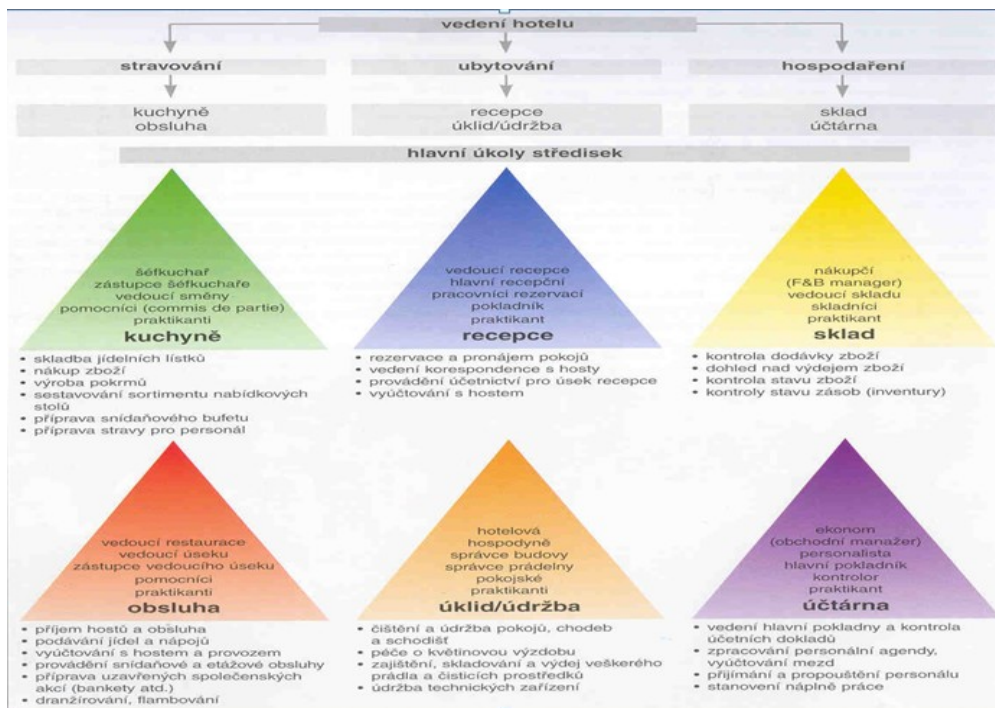 vedení hotelu
stravování
ubytování
hospodaření
kuchyně
obsluha
recepce
úklid/údržba
sklad
účtárna
hlavní úkoly středisek
šéfkuchař
zástupce šéfkuchaře
vedoucí směny
pomocníci (commis de partie)
praktikanti
kuchyně
• skladba jídelních lístků
• nákup zboží
• výroba pokrmů
• sestavování sortimentu nabídkových
stolů
• příprava snídaňového bufetu
• příprava stravy pro personál
vedoucí recepce
hlavní recepční
pracovníci rezervací
pokladník
praktikant
recepce
• rezervace a pronájem pokojů
• vedení korespondence s hosty
• provádění účetnictví pro úsek recepce
• vyúčtování s hostem
nákupčí
(F&B manager)
vedoucí skladu
skladníci
praktikant
sklad
• kontrola dodávky zboží
• dohled nad výdejem zboží
• kontrola stavu zboží
• kontroly stavu zásob (inventury)
vedoucí restaurace
vedoucí úseku
zástupce vedoucího úseku
pomocníci
praktikanti
obsluha
• příjem hostů a obsluha
• podávání jídel a nápojů
• vyúčtování s hostem a provozem
• provádění snídaňové a etážové obsluhy
• příprava uzavřených společenských
akcí (bankety atd.)
• dranžírování, flambování
hotelová
hospodyně
správce budovy
správce prádelny
pokojské
praktikanti
úklid/údržba
• čištění a údržba pokojů, chodeb
a schodišť
• péče o květinovou výzdobu
• zajištění, skladování a výdej veškerého
prádla a čisticích prostředků
• údržba technických zařízení
ekonom
(obchodní manažer)
personalista
hlavní pokladník
kontrolor
praktikant
účtárna
• vedení hlavní pokladny a kontrola
účetních dokladů
• zpracování personální agendy,
vyúčtování mezd
• přijímání a propouštění personálu
• stanovení náplně práce